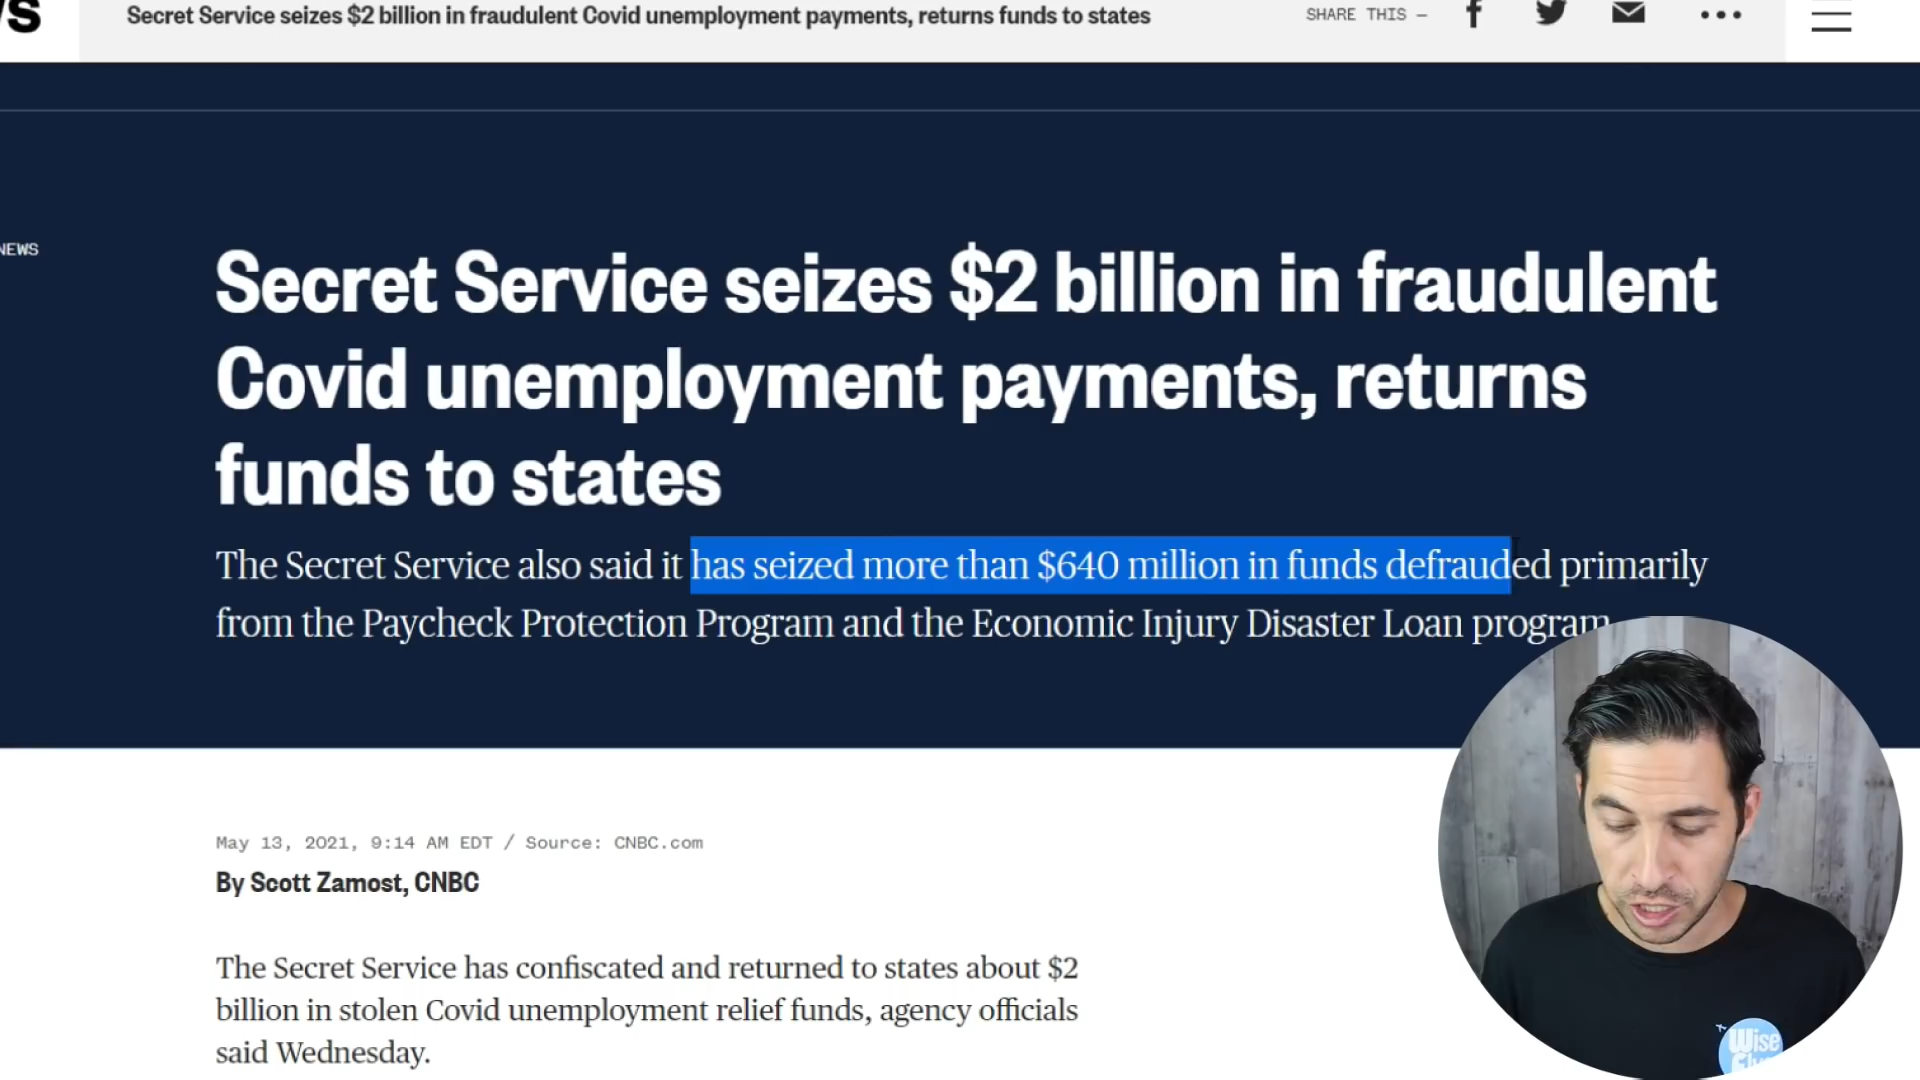 Secret Service seizes $2 billion in fraudulent Covid unemployment payments, returns funds to states
SHARE THIS —
NEWS
Secret Service seizes $2 billion in fraudulent
Covid unemployment payments, returns
funds to states
The Secret Service also said it has seized more than $640 million in funds defrauded primarily
from the Paycheck Protection Program and the Economic Injury Disaster Loan program
May 13, 2021, 9:14 AM EDT / Source: CNBC.com
By Scott Zamost, CNBC
The Secret Service has confiscated and returned to states about $2
billion in stolen Covid unemployment relief funds, agency officials
said Wednesday.
Wise